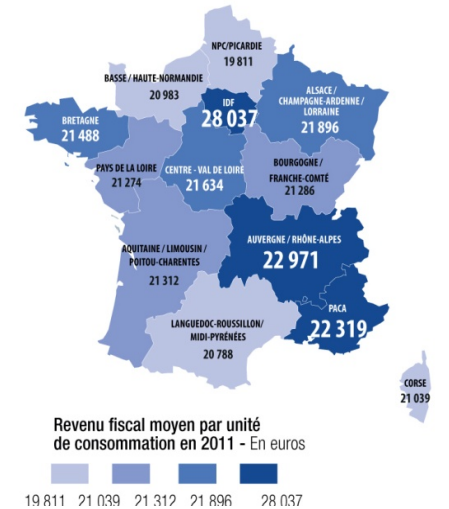 NPC/PICARDIE
19 811
BASSE / HAUTE-NORMANDIE
20 983
IDF
28 037
ALSACE /
CHAMPAGNE-ARDENNE /
LORRAINE
21 896
BRETAGNE
21 488
PAYS DE LA LOIRE
21 274
CENTRE - VAL DE LOIRE
21 634
BOURGOGNE /
FRANCHE-COMTÉ
21 286
AQUITAINE / LIMOUSIN /
POITOU-CHARENTES
21 312
AUVERGNE / RHÔNE-ALPES
22 971
PACA
22 319
LANGUEDOC-ROUSSILLON/
MIDI-PYRÉNÉES
20 788
CORSE
21 039
Revenu fiscal moyen par unité
de consommation en 2011 - En euros
19 811 21 039 21 312 21 896 28 037